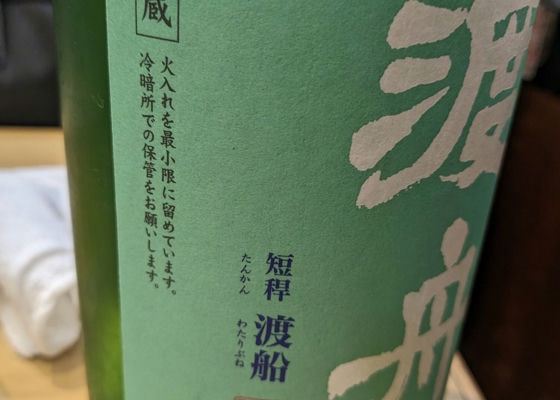 渡舟
短稈 渡船
たんかん わたりぶね
蔵
火入れを最小限に留めています。
冷暗所での保管をお願いします。